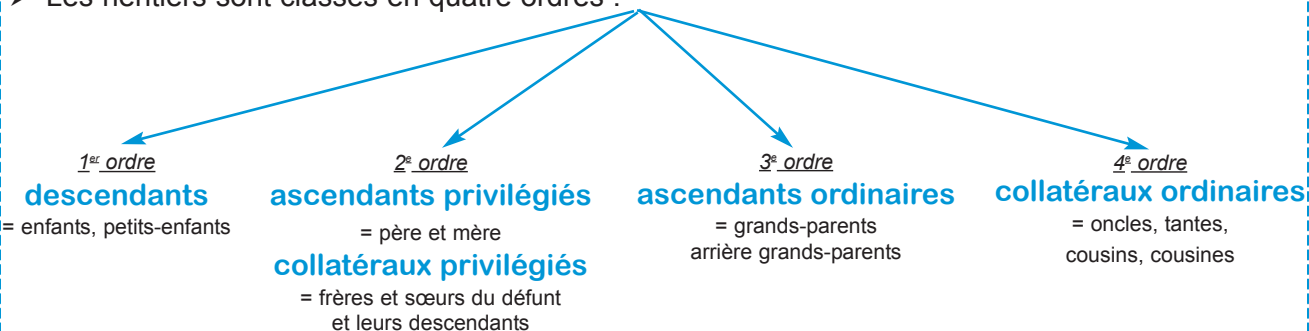 ➢ Les héritiers sont classés en quatre ordres :
1er ordre
descendants
= enfants, petits-enfants
2e ordre
ascendants privilégiés
= père et mère
collatéraux privilégiés
= frères et sœurs du défunt
et leurs descendants
3e ordre
ascendants ordinaires
= grands-parents
arrière grands-parents
4e ordre
collatéraux ordinaires
= oncles, tantes,
cousins, cousines